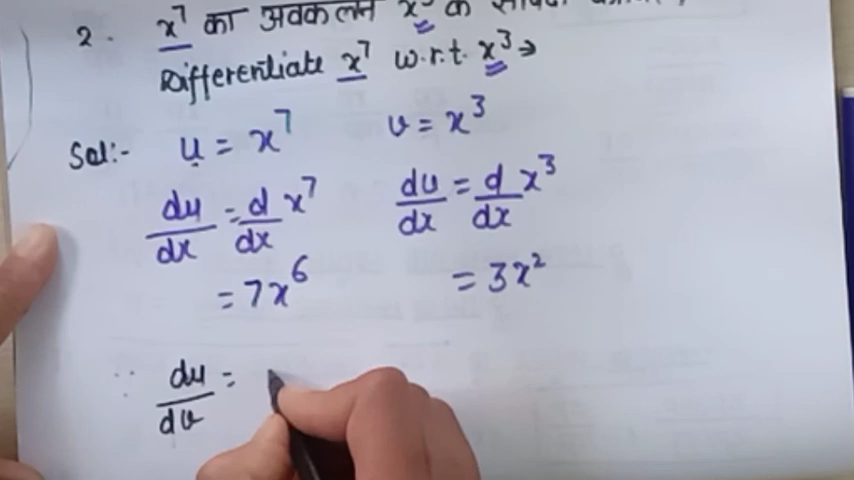 2. x⁷ का अवकलन x³ के
Differentiate x⁷ w.r.t. x³ →
Sol:- u = x⁷ v = x³
du/dx = d/dx x⁷ dv/dx = d/dx x³
= 7x⁶ = 3x²
∵ du/dv =